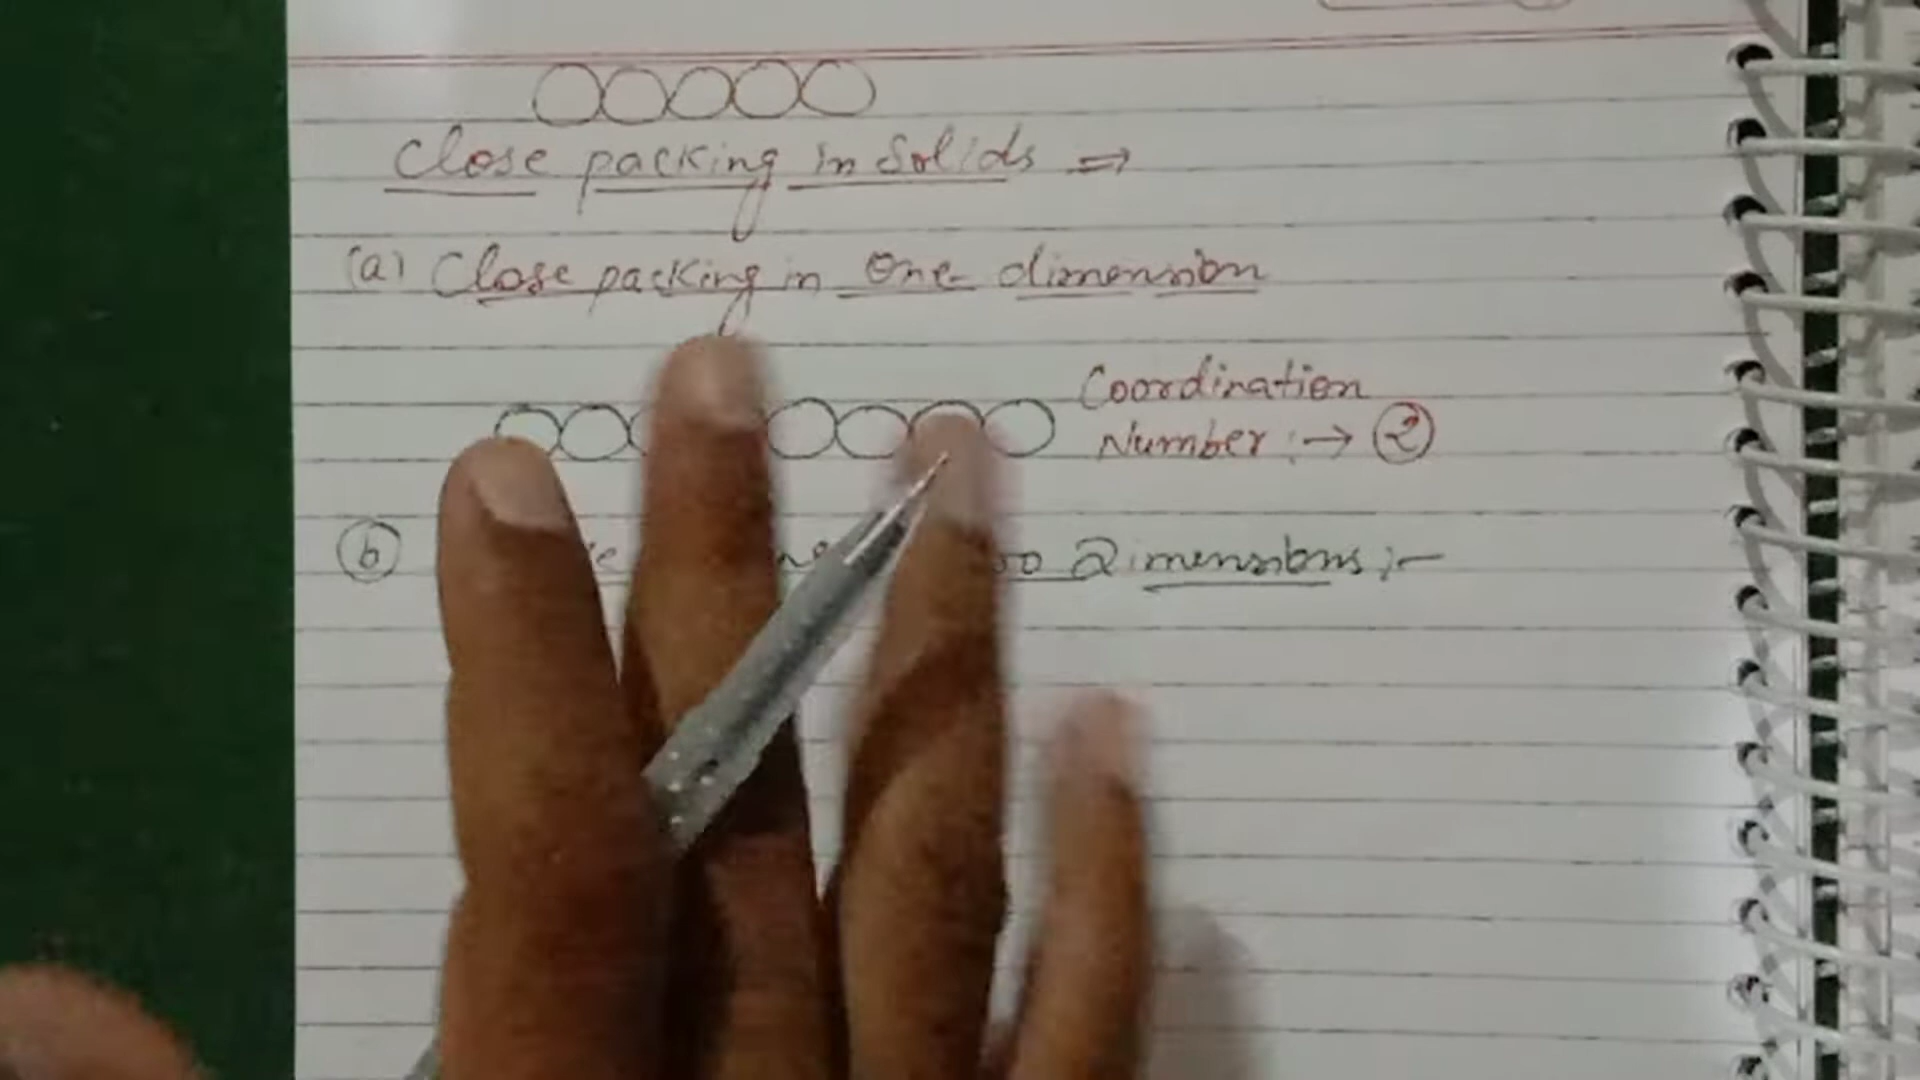 Close packing in Solids ⇒
(a) Close packing in One dimension
Coordination
Number :→ 2
b Dimensions :-